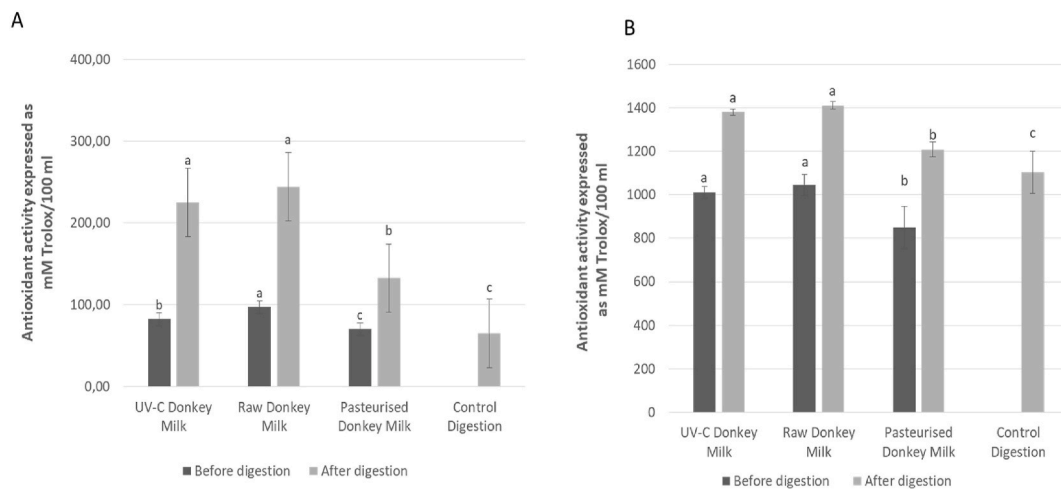 A
Antioxidant activity expressed as
mM Trolox/100 ml
400,00
300,00
200,00
100,00
0,00
a
b
a
a
b
c
c
UV-C Donkey
Milk
Raw Donkey
Milk
Pasteurised
Donkey Milk
Control
Digestion
Before digestion
After digestion
B
Antioxidant activity expressed
as mM Trolox/100 ml
1600
1400
1200
1000
800
600
400
200
0
a
a
a
a
b
b
c
UV-C Donkey
Milk
Raw Donkey
Milk
Pasteurised
Donkey Milk
Control
Digestion
Before digestion
After digestion